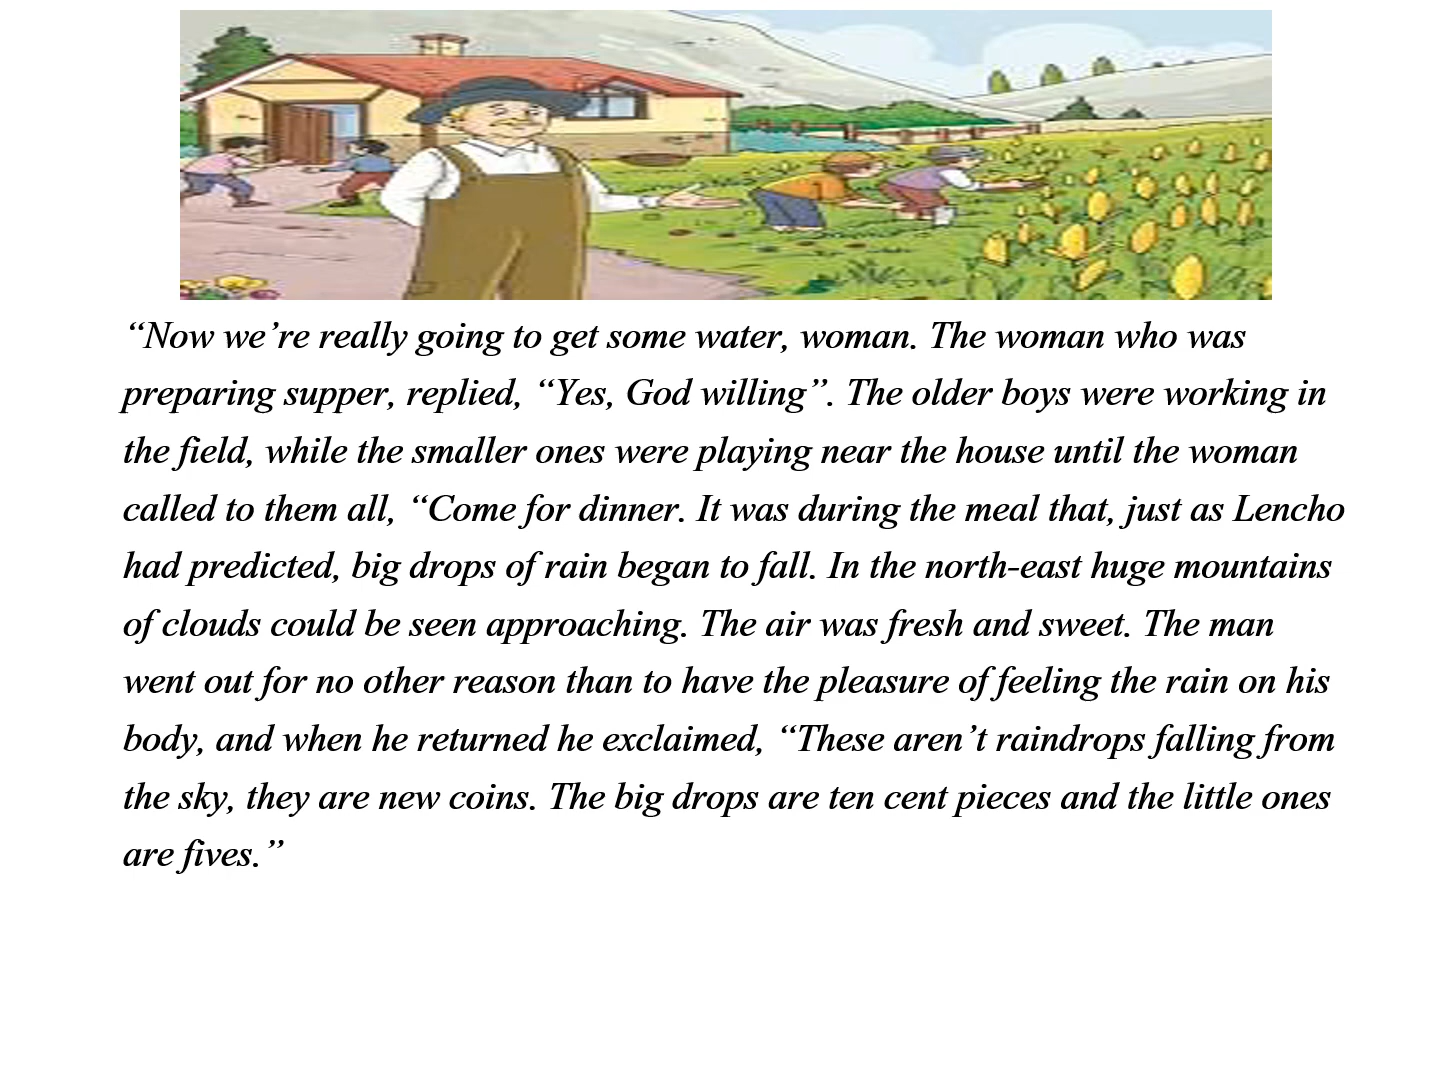 “Now we’re really going to get some water, woman. The woman who was
preparing supper, replied, “Yes, God willing”. The older boys were working in
the field, while the smaller ones were playing near the house until the woman
called to them all, “Come for dinner. It was during the meal that, just as Lencho
had predicted, big drops of rain began to fall. In the north-east huge mountains
of clouds could be seen approaching. The air was fresh and sweet. The man
went out for no other reason than to have the pleasure of feeling the rain on his
body, and when he returned he exclaimed, “These aren’t raindrops falling from
the sky, they are new coins. The big drops are ten cent pieces and the little ones
are fives.”